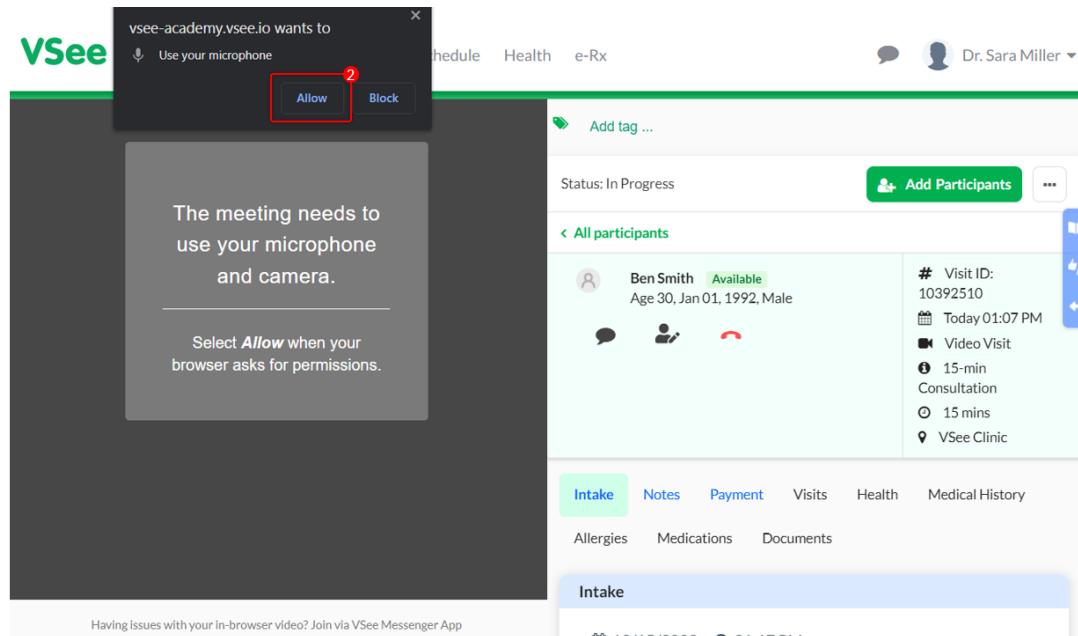 vsee-academy.vsee.io wants to
Use your microphone
2
Allow Block
VSee
hedule Health e-Rx
Dr. Sara Miller
The meeting needs to
use your microphone
and camera.
Select Allow when your
browser asks for permissions.
Having issues with your in-browser video? Join via VSee Messenger App
Add tag ...
Status: In Progress
Add Participants
< All participants
Ben Smith Available
Age 30, Jan 01, 1992, Male
# Visit ID:
10392510
Today 01:07 PM
Video Visit
15-min
Consultation
15 mins
VSee Clinic
Intake Notes Payment Visits Health Medical History
Allergies Medications Documents
Intake